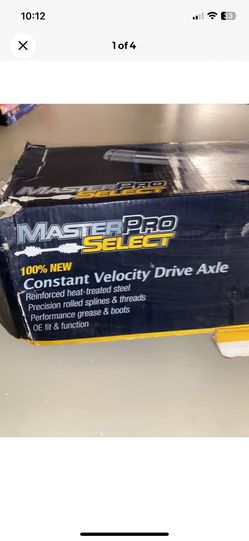 10:12
33
1 of 4
MASTERPRO
SELECT
MASTERPRO
SELECT
100% NEW
Constant Velocity Drive Axle
Reinforced heat-treated steel
Precision rolled splines & threads
Performance grease & boots
OE fit & function